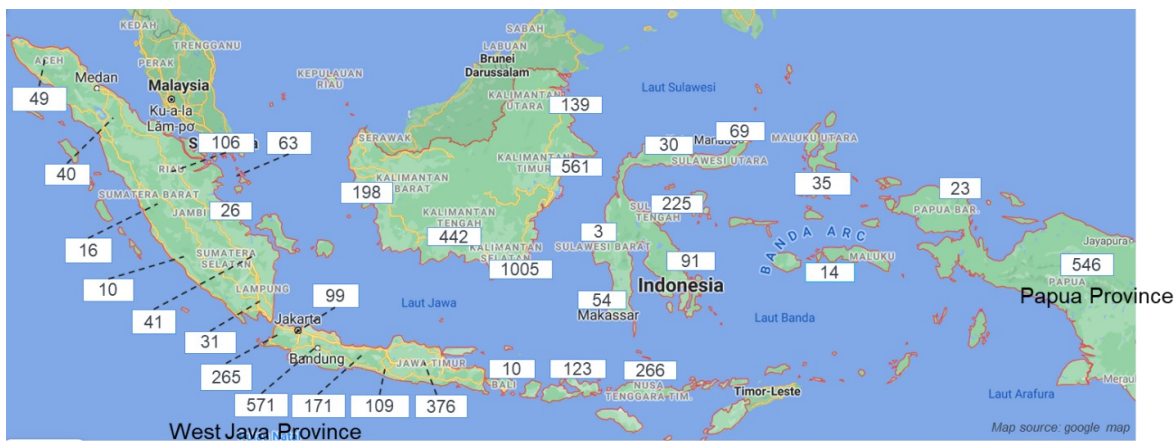 KEDAH
TRENGGANU
SABAH
ACEH
PERAK
LABUAN
Brunei
Darussalam
Medan
Malaysia
KEPULAUAN
RIAU
Laut Sulawesi
49
Ku-a-la
Lăm-pơ
KALIMANTAN
UTARA
139
SERAWAK
69
Manado
MALUKU UTARA
106
63
30
SULAWESI UTARA
40
RIAU
KALIMANTAN
TIMUR
561
35
23
SUMATERA BARAT
198
KALIMANTAN
BARAT
PAPUA BAR.
26
JAMBI
KALIMANTAN
TENGAH
225
TENGAH
BANDA ARC
Jayapura
16
442
3
SULAWESI BARAT
SUMATERA
SELATAN
KALIMANTAN
SELATAN
1005
91
14
MALUKU
546
PAPUA
10
LAMPUNG
99
Laut Jawa
54
Makassar
Indonesia
Papua Province
41
Jakarta
Laut Banda
31
Bandung
JAWA TIMUR
265
10
BALI
123
266
NUSA
TENGGARA TIM.
Timor-Leste
Merau
571
171
109
376
Laut Arafura
West Java Province
Map source: google map